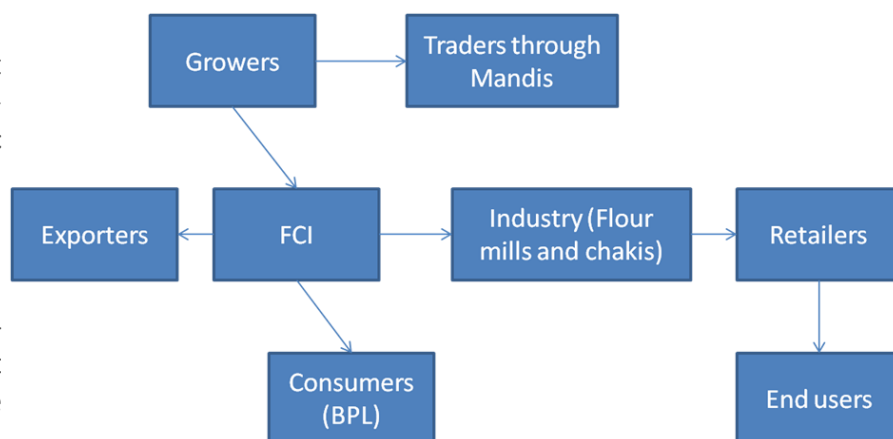 Growers
Traders through
Mandis
Exporters
FCI
Industry (Flour
mills and chakis)
Retailers
Consumers
(BPL)
End users